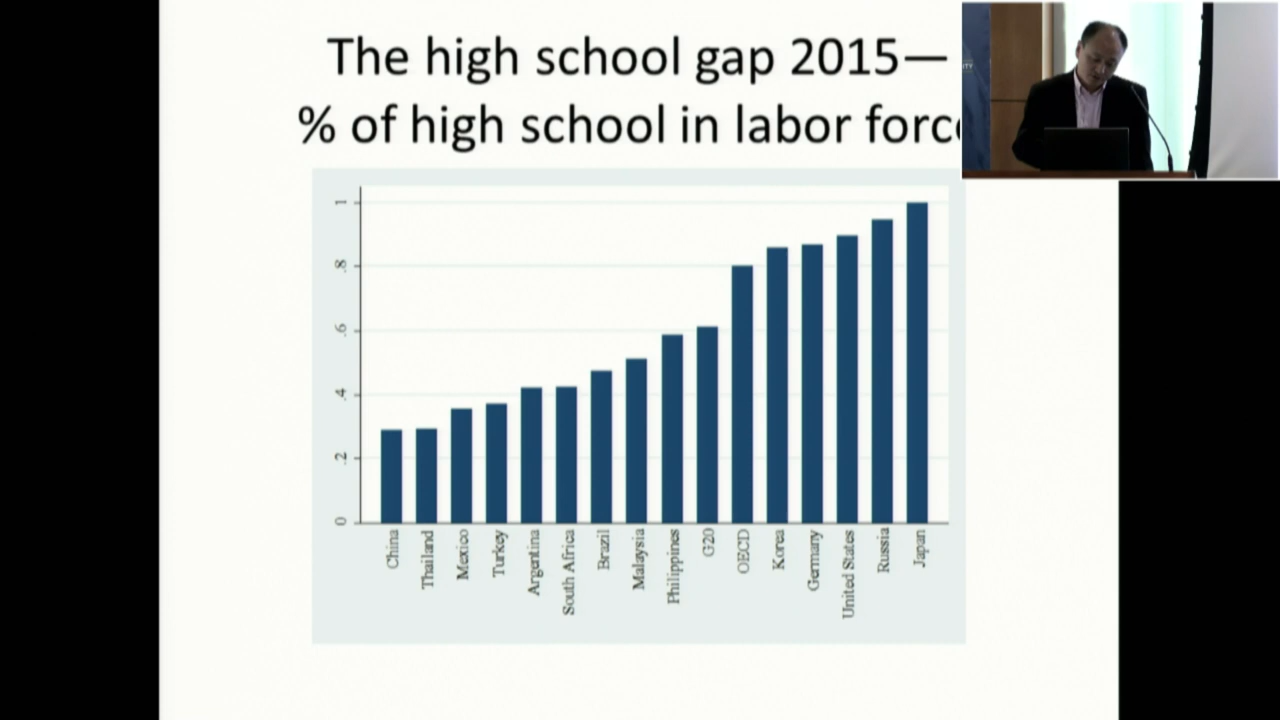 The high school gap 2015—
% of high school in labor force
1
.8
.6
.4
.2
0
China
Thailand
Mexico
Turkey
Argentina
South Africa
Brazil
Malaysia
Philippines
G20
OECD
Korea
Germany
United States
Russia
Japan